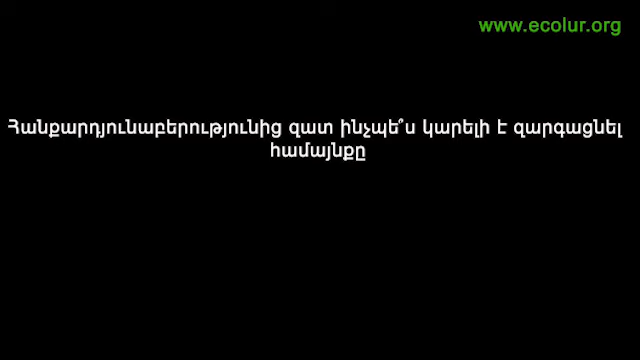 www.ecolur.org
Հանքարդյունաբերությունից զատ ինչպե՞ս կարելի է զարգացնել
համայնքը